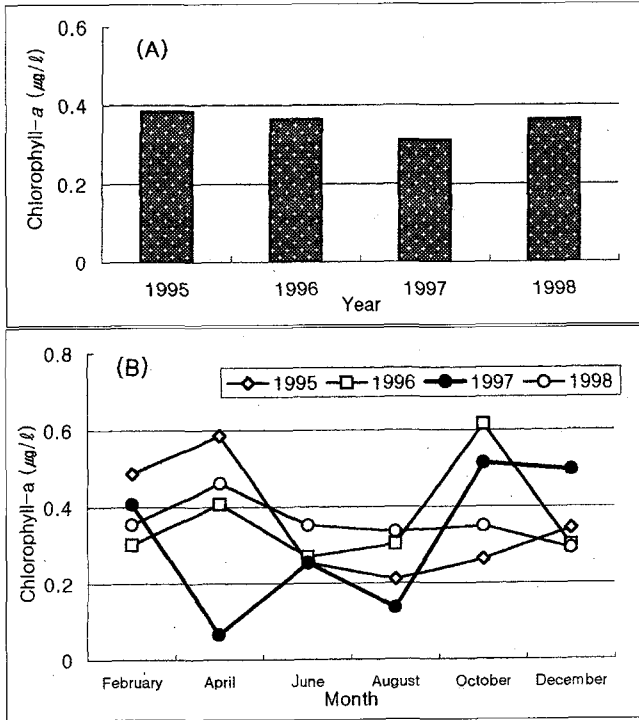 (A)
Chlorophyll-a (µg/ℓ)
0.6
0.4
0.2
0
1995 1996 1997 1998
Year
(B)
Chlorophyll-a (µg/ℓ)
1995 1996 1997 1998
0.8
0.6
0.4
0.2
0
February April June August October December
Month